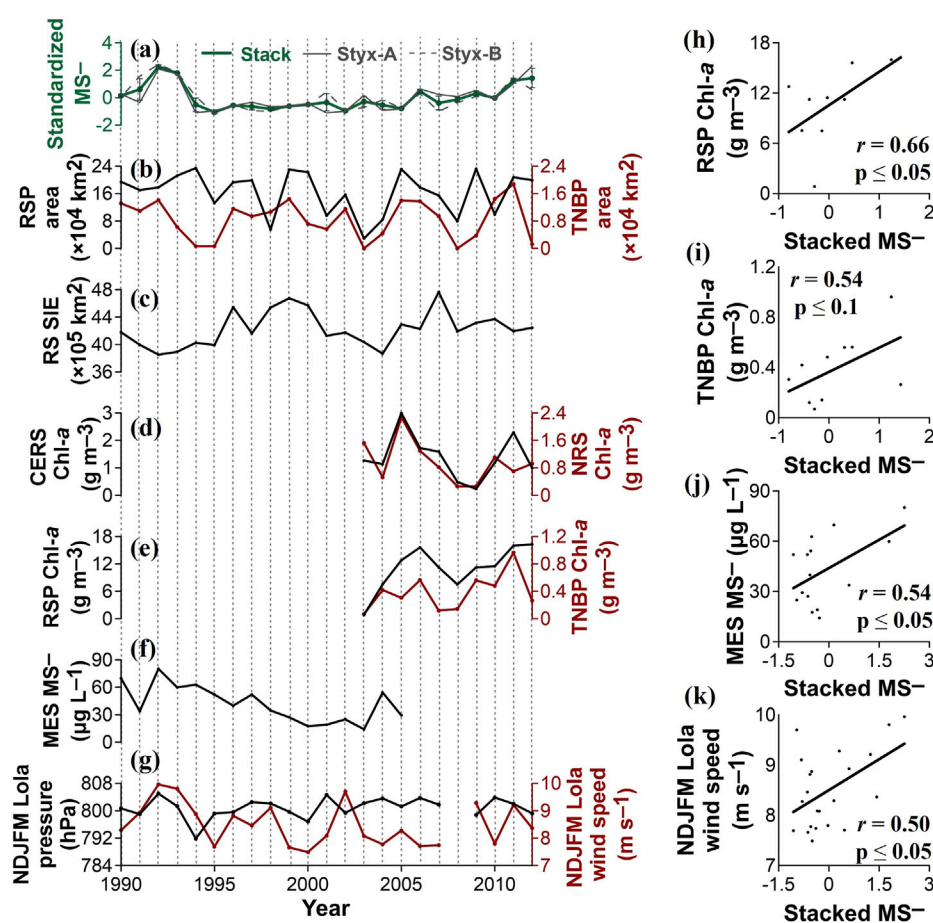 (a)
Stack Styx-A Styx-B
Standardized
MS–
4
2
0
-2
(b)
RSP
area
(×10⁴ km2)
24
16
8
0
2.4
1.6
0.8
0
TNBP
area
(×10⁴ km2)
(c)
RS SIE
(×10⁵ km2)
48
42
36
(d)
CERS
Chl-a
(g m–3)
3
2
1
0
2.4
1.6
0.8
0
NRS
Chl-a
(g m–3)
(e)
RSP Chl-a
(g m–3)
18
12
6
0
1.2
0.8
0.4
0
TNBP Chl-a
(g m–3)
(f)
MES MS–
(µg L–1)
90
60
30
0
(g)
NDJFM Lola
pressure
(hPa)
808
800
792
784
10
9
8
7
NDJFM Lola
wind speed
(m s–1)
1990 1995 2000 2005 2010
Year
(h)
RSP Chl-a
(g m–3)
18
12
6
0
r = 0.66
p ≤ 0.05
-1 0 1 2
Stacked MS–
(i)
TNBP Chl-a
(g m–3)
1.2
0.8
0.4
0
r = 0.54
p ≤ 0.1
-1 0 1 2
Stacked MS–
(j)
MES MS– (µg L–1)
90
60
30
0
r = 0.54
p ≤ 0.05
-1.5 0 1.5 3
Stacked MS–
(k)
NDJFM Lola
wind speed
(m s–1)
10
9
8
7
r = 0.50
p ≤ 0.05
-1.5 0 1.5 3
Stacked MS–